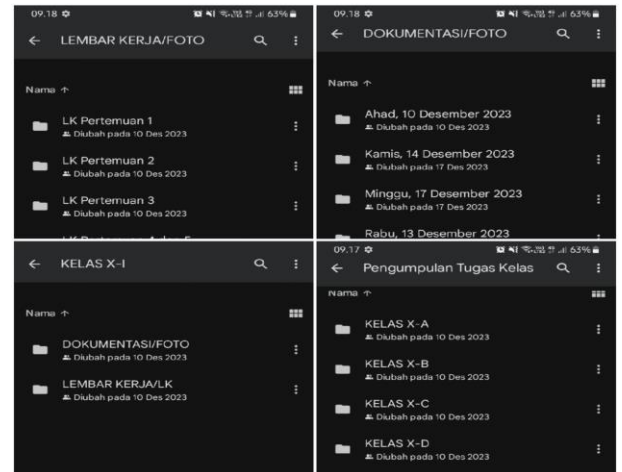 09.18
63%
LEMBAR KERJA/FOTO
Nama ↑
LK Pertemuan 1
Diubah pada 10 Des 2023
LK Pertemuan 2
Diubah pada 10 Des 2023
LK Pertemuan 3
Diubah pada 10 Des 2023
09.18
63%
DOKUMENTASI/FOTO
Nama ↑
Ahad, 10 Desember 2023
Diubah pada 10 Des 2023
Kamis, 14 Desember 2023
Diubah pada 17 Des 2023
Minggu, 17 Desember 2023
Diubah pada 17 Des 2023
Rabu, 13 Desember 2023
KELAS X-I
Nama ↑
DOKUMENTASI/FOTO
Diubah pada 10 Des 2023
LEMBAR KERJA/LK
Diubah pada 10 Des 2023
09.17
63%
Pengumpulan Tugas Kelas
Nama ↑
KELAS X-A
Diubah pada 10 Des 2023
KELAS X-B
Diubah pada 10 Des 2023
KELAS X-C
Diubah pada 10 Des 2023
KELAS X-D
Diubah pada 10 Des 2023